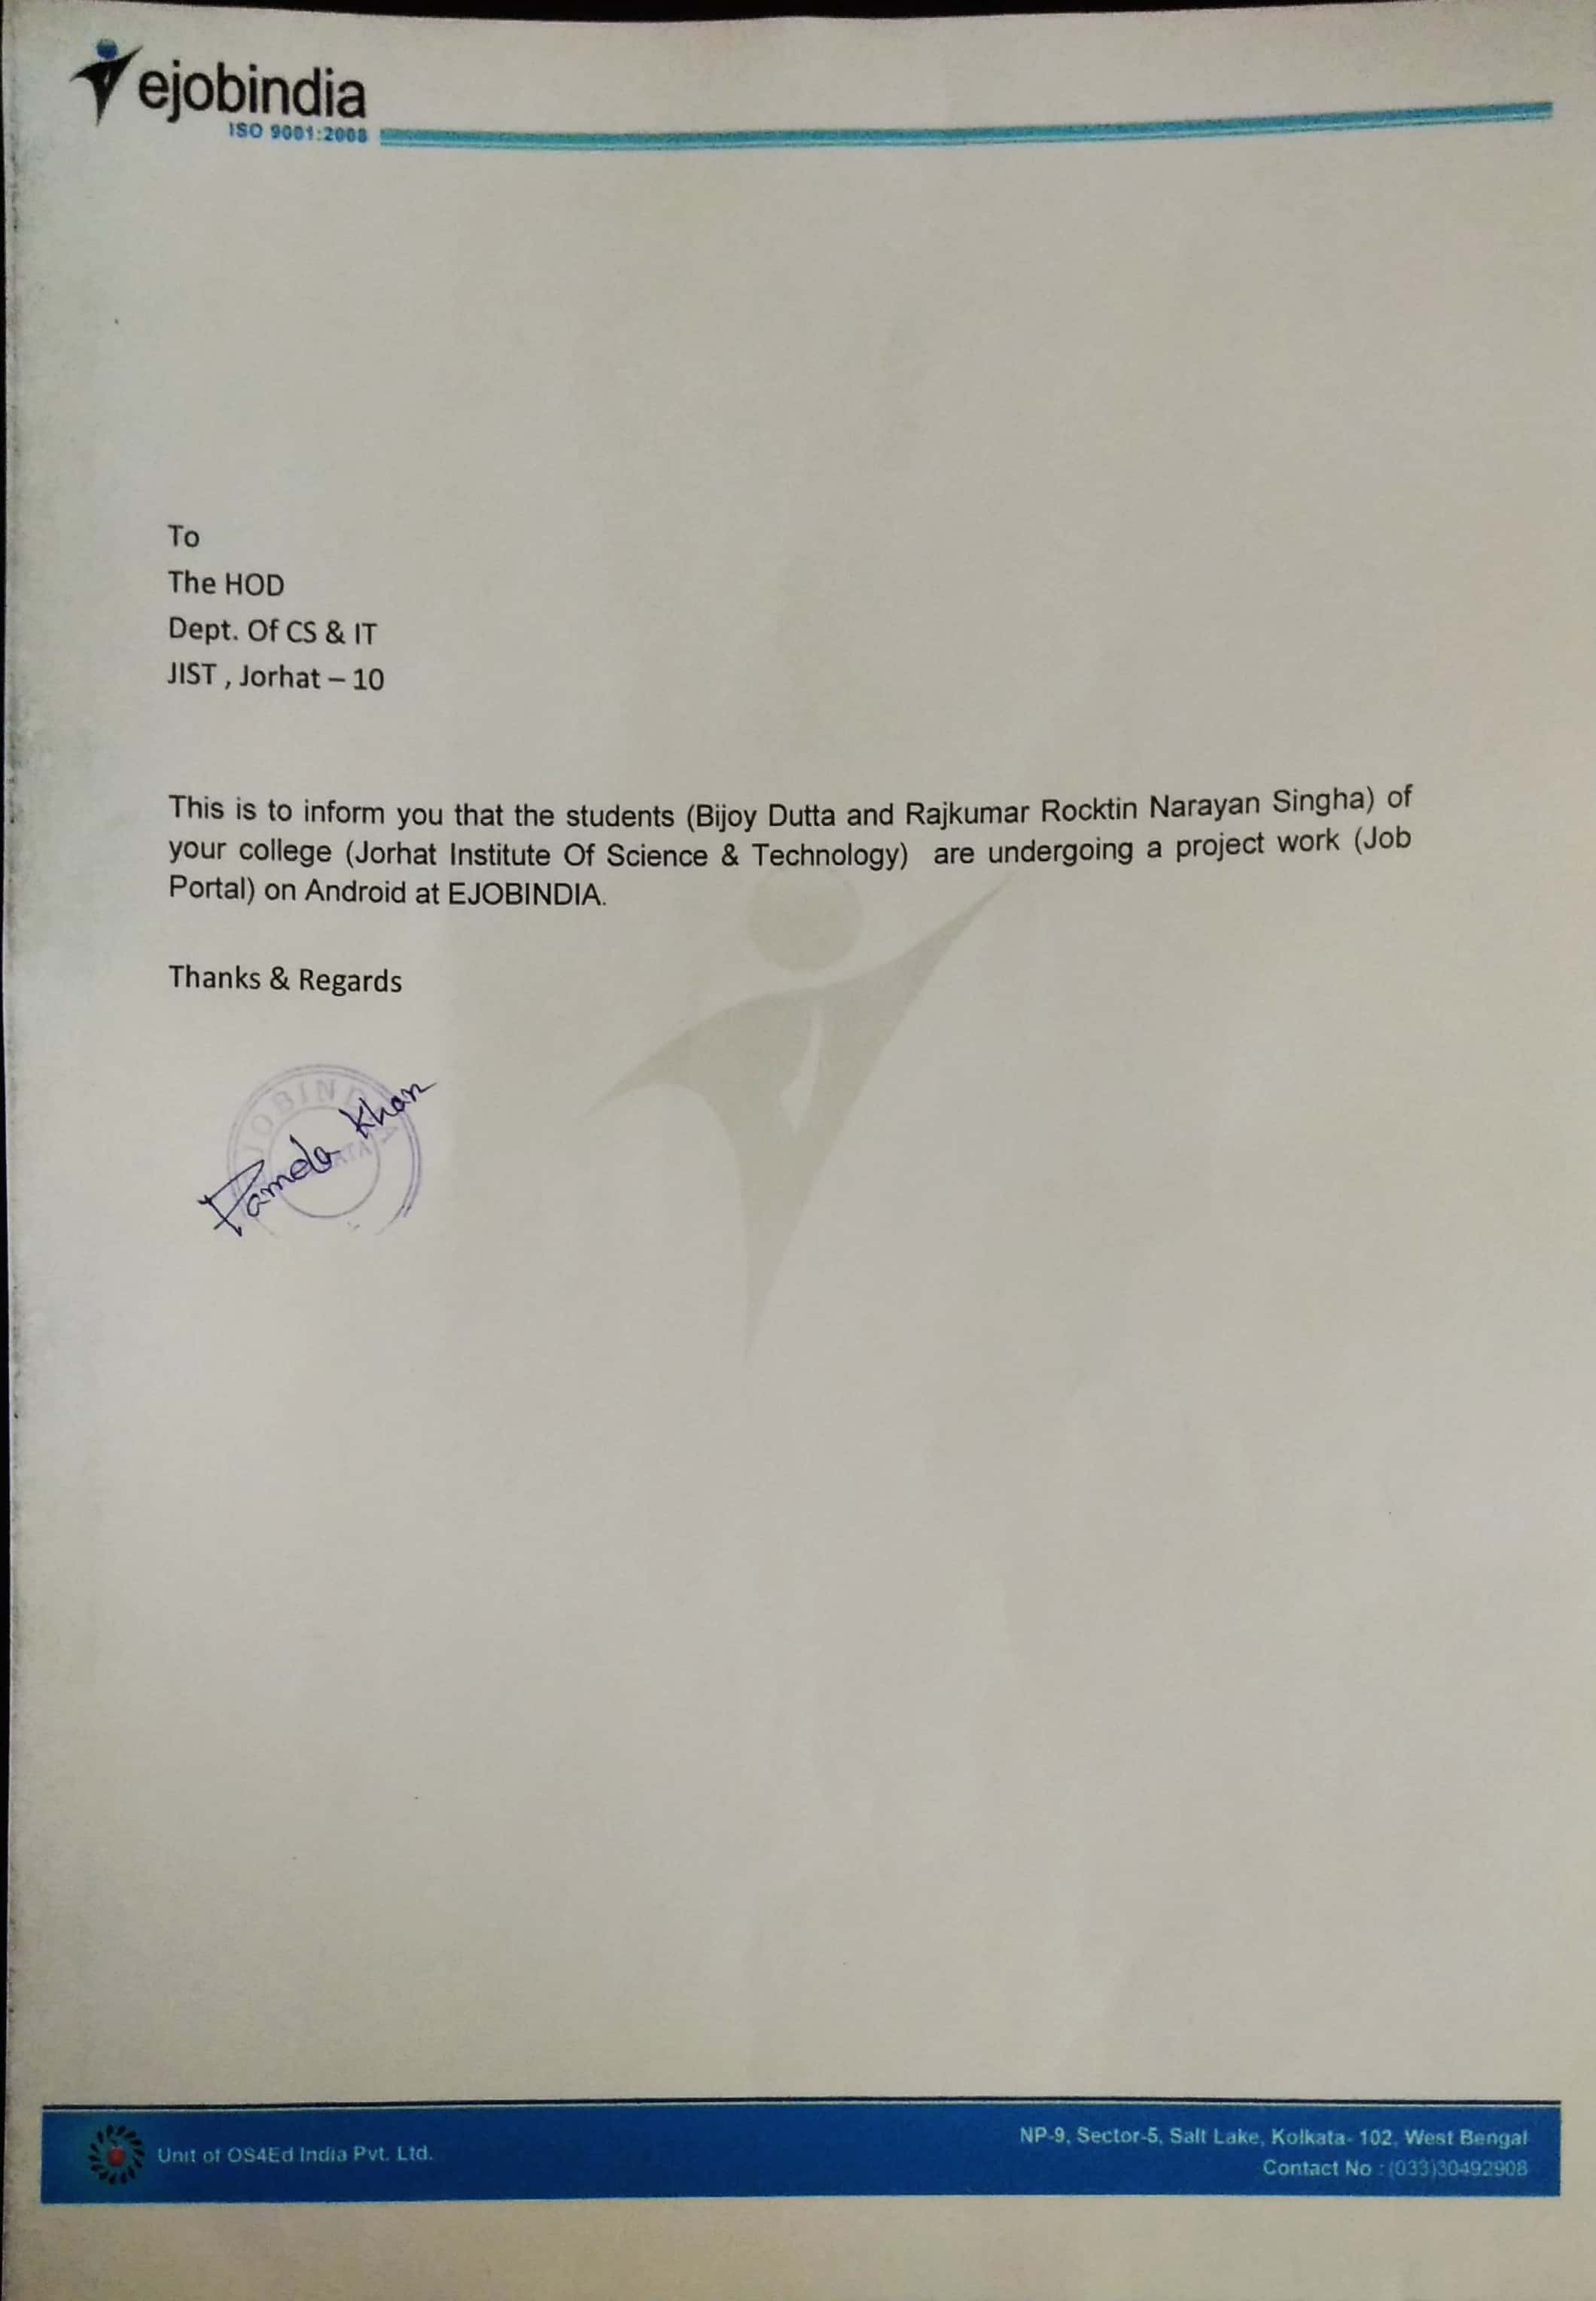 ejobindia
ISO 9001:2008
To
The HOD
Dept. Of CS & IT
JIST , Jorhat – 10
This is to inform you that the students (Bijoy Dutta and Rajkumar Rocktin Narayan Singha) of
your college (Jorhat Institute Of Science & Technology) are undergoing a project work (Job
Portal) on Android at EJOBINDIA.
Thanks & Regards
Pamela Khan
Unit of OS4Ed India Pvt. Ltd.
NP-9, Sector-5, Salt Lake, Kolkata- 102, West Bengal
Contact No : (033)30492908